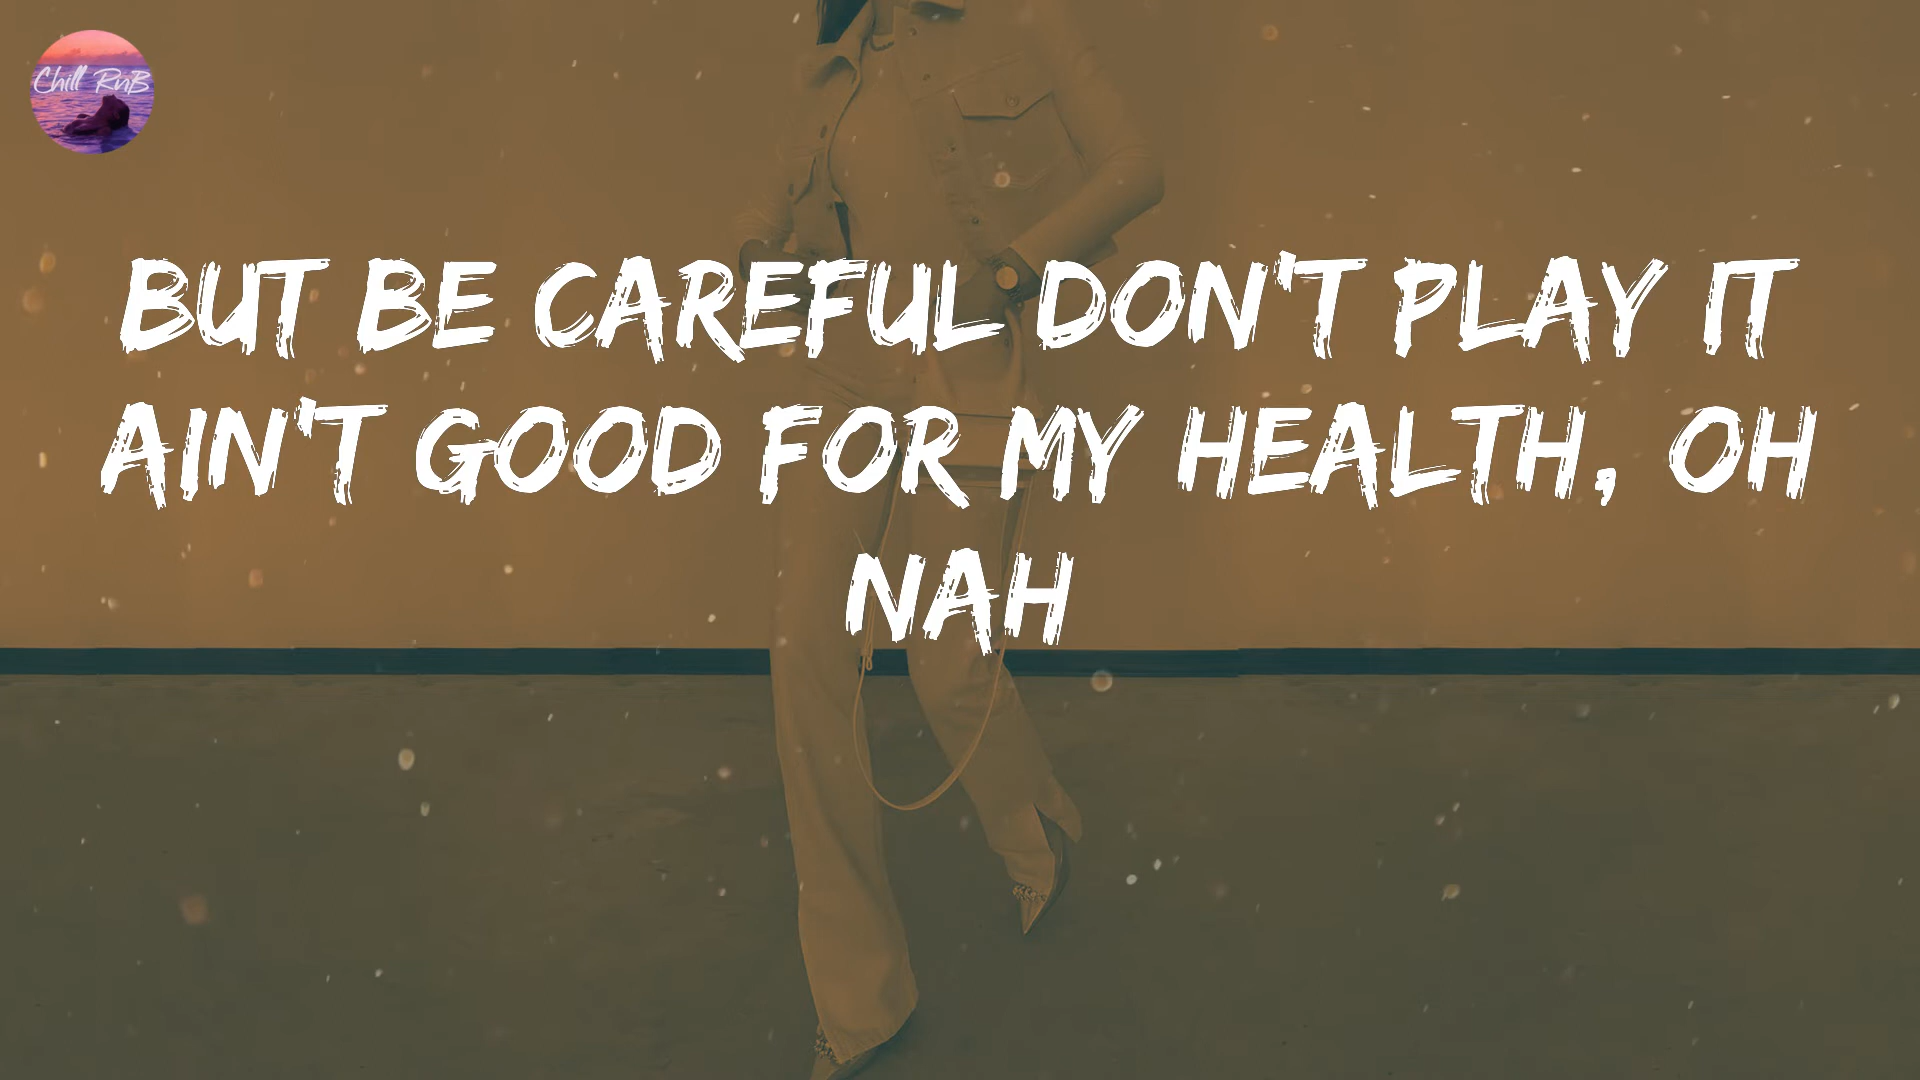 Chill RnB
BUT BE CAREFUL DON'T PLAY IT
AIN'T GOOD FOR MY HEALTH, OH
NAH